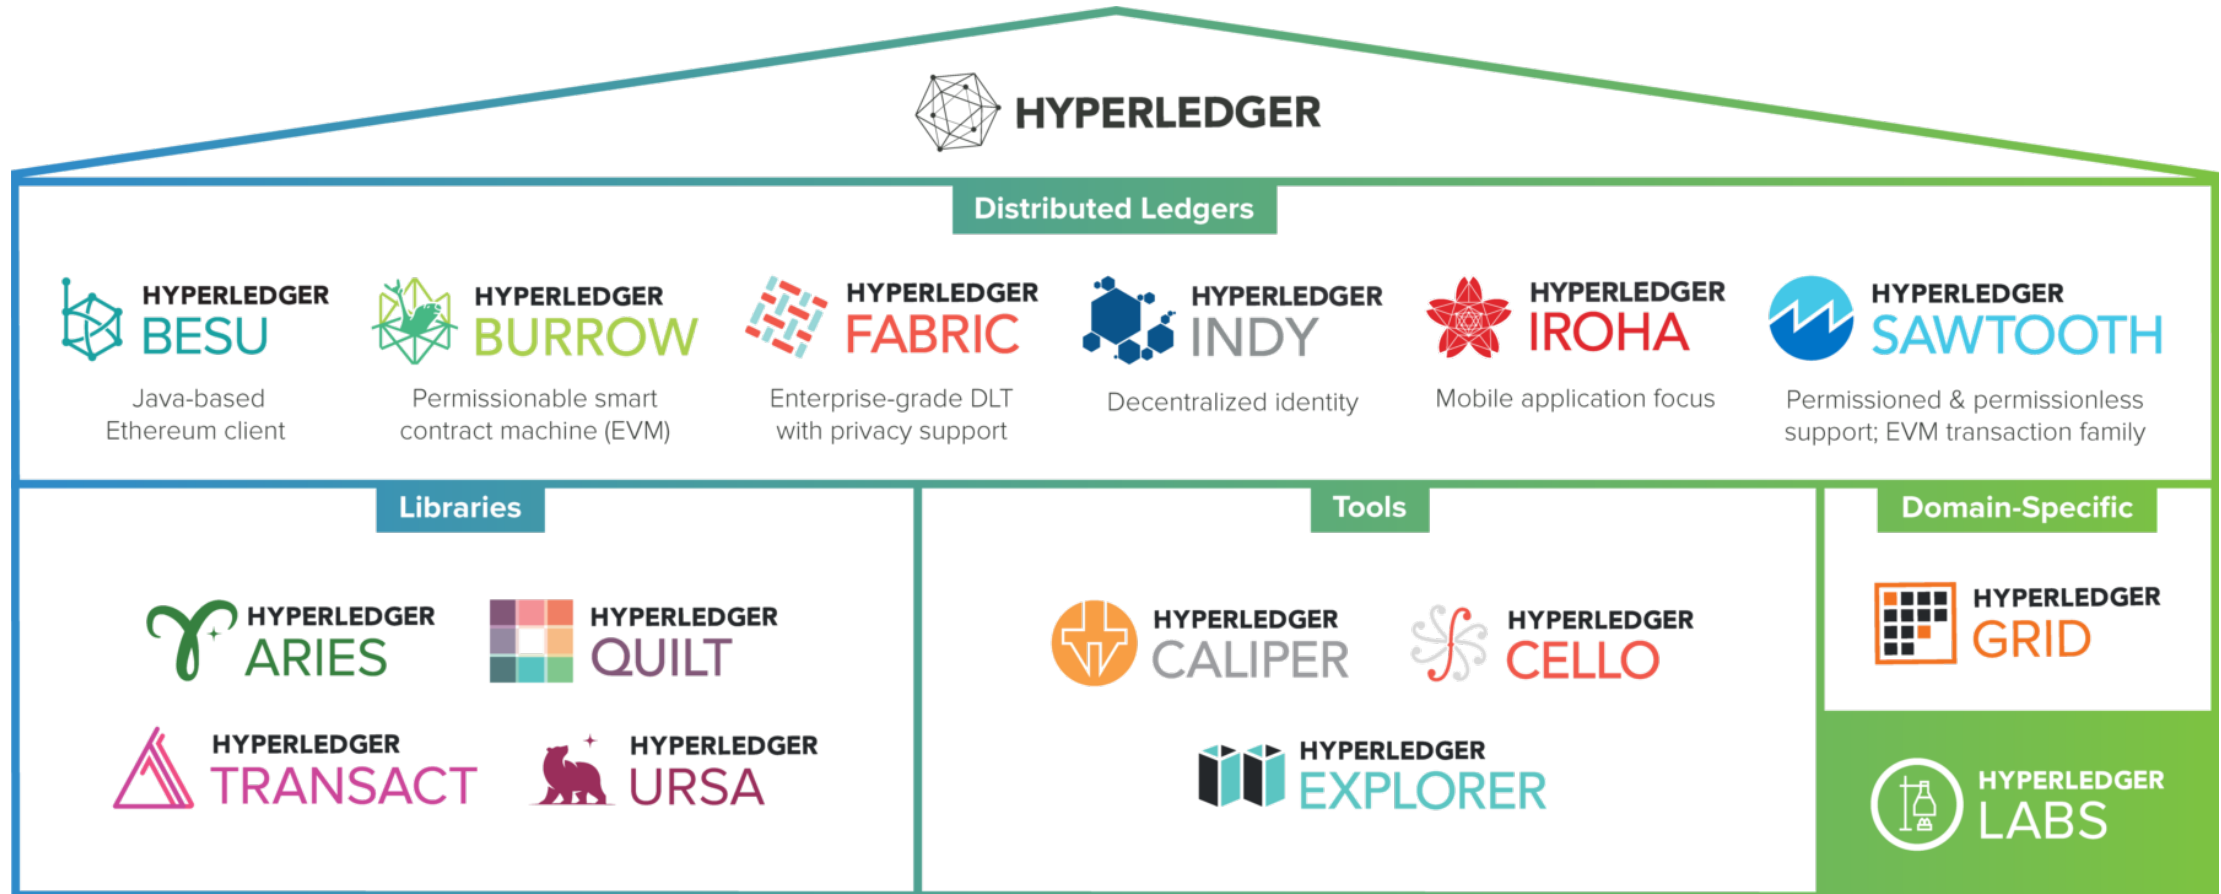 HYPERLEDGER
Distributed Ledgers
HYPERLEDGER
BESU
Java-based
Ethereum client
HYPERLEDGER
BURROW
Permissionable smart
contract machine (EVM)
HYPERLEDGER
FABRIC
Enterprise-grade DLT
with privacy support
HYPERLEDGER
INDY
Decentralized identity
HYPERLEDGER
IROHA
Mobile application focus
HYPERLEDGER
SAWTOOTH
Permissioned & permissionless
support; EVM transaction family
Libraries
HYPERLEDGER
ARIES
HYPERLEDGER
QUILT
HYPERLEDGER
TRANSACT
HYPERLEDGER
URSA
Tools
HYPERLEDGER
CALIPER
HYPERLEDGER
CELLO
HYPERLEDGER
EXPLORER
Domain-Specific
HYPERLEDGER
GRID
HYPERLEDGER
LABS